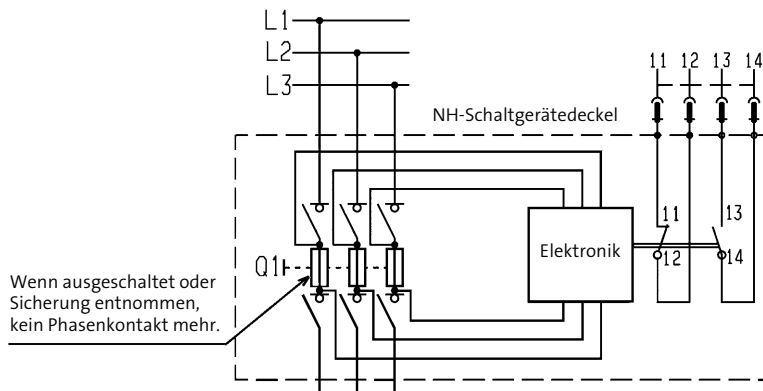 L1
L2
L3
11 12 13 14
NH-Schaltgerätedeckel
11
13
Elektronik
Q1
12
14
Wenn ausgeschaltet oder
Sicherung entnommen,
kein Phasenkontakt mehr.